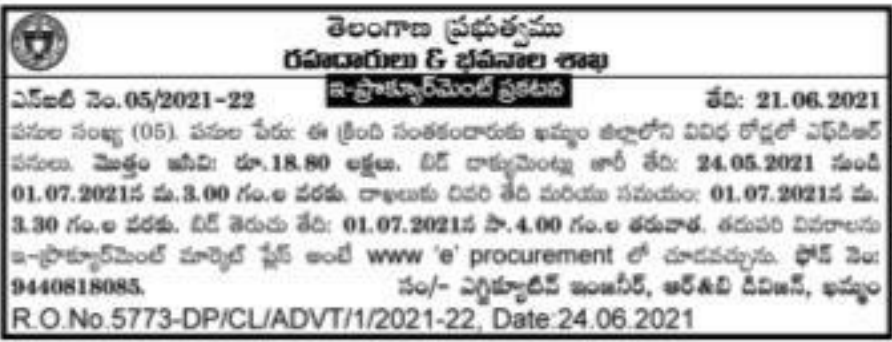 తెలంగాణ ప్రభుత్వము
రహదారులు & భవనాల శాఖ
ఇ-ప్రొక్యూర్‌మెంట్ ప్రకటన
ఎన్ఐటి నెం.05/2021-22 తేది: 21.06.2021
పనుల సంఖ్య (05). పనుల పేరు: ఈ క్రింది సంతకందారుకు ఖమ్మం జిల్లాలోని వివిధ రోడ్లలో ఎఫ్‌డిఆర్
పనులు. మొత్తం ఇసివి: రూ.18.80 లక్షలు. బిడ్ డాక్యుమెంట్లు జారీ తేది: 24.05.2021 నుండి
01.07.2021న మ.3.00 గం.ల వరకు. దాఖలుకు చివరి తేది మరియు సమయం: 01.07.2021న మ.
3.30 గం.ల వరకు. బిడ్ తెరుచు తేది: 01.07.2021న సా.4.00 గం.ల తరువాత. తదుపరి వివరాలను
ఇ-ప్రొక్యూర్‌మెంట్ మార్కెట్ ప్లేస్ అంటే www 'e' procurement లో చూడవచ్చును. ఫోన్ నెం:
9440818085. సం/- ఎగ్జిక్యూటివ్ ఇంజనీర్, ఆర్&బి డివిజన్, ఖమ్మం
R.O.No.5773-DP/CL/ADVT/1/2021-22, Date:24.06.2021